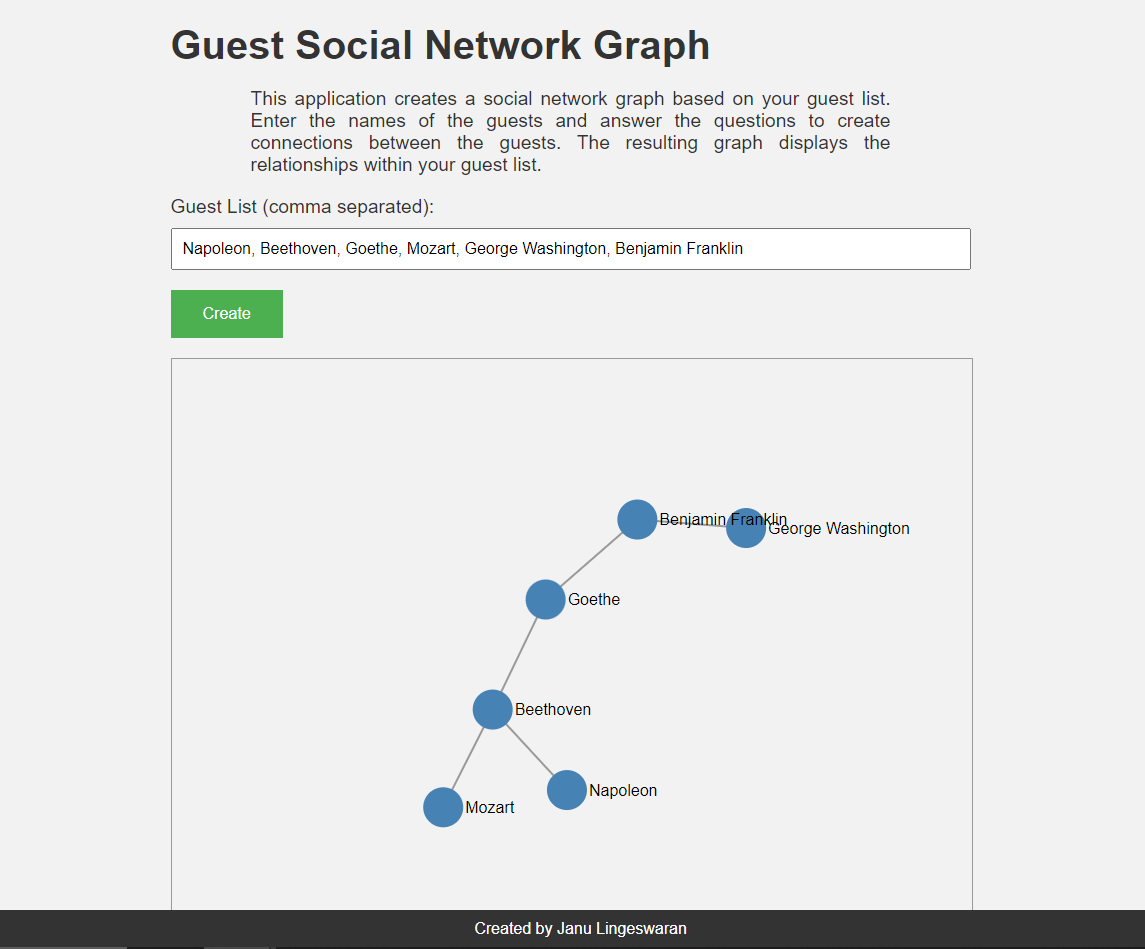 Guest Social Network Graph
This application creates a social network graph based on your guest list.
Enter the names of the guests and answer the questions to create
connections between the guests. The resulting graph displays the
relationships within your guest list.
Guest List (comma separated):
Napoleon, Beethoven, Goethe, Mozart, George Washington, Benjamin Franklin
Create
Benjamin Franklin
George Washington
Goethe
Beethoven
Napoleon
Mozart
Created by Janu Lingeswaran